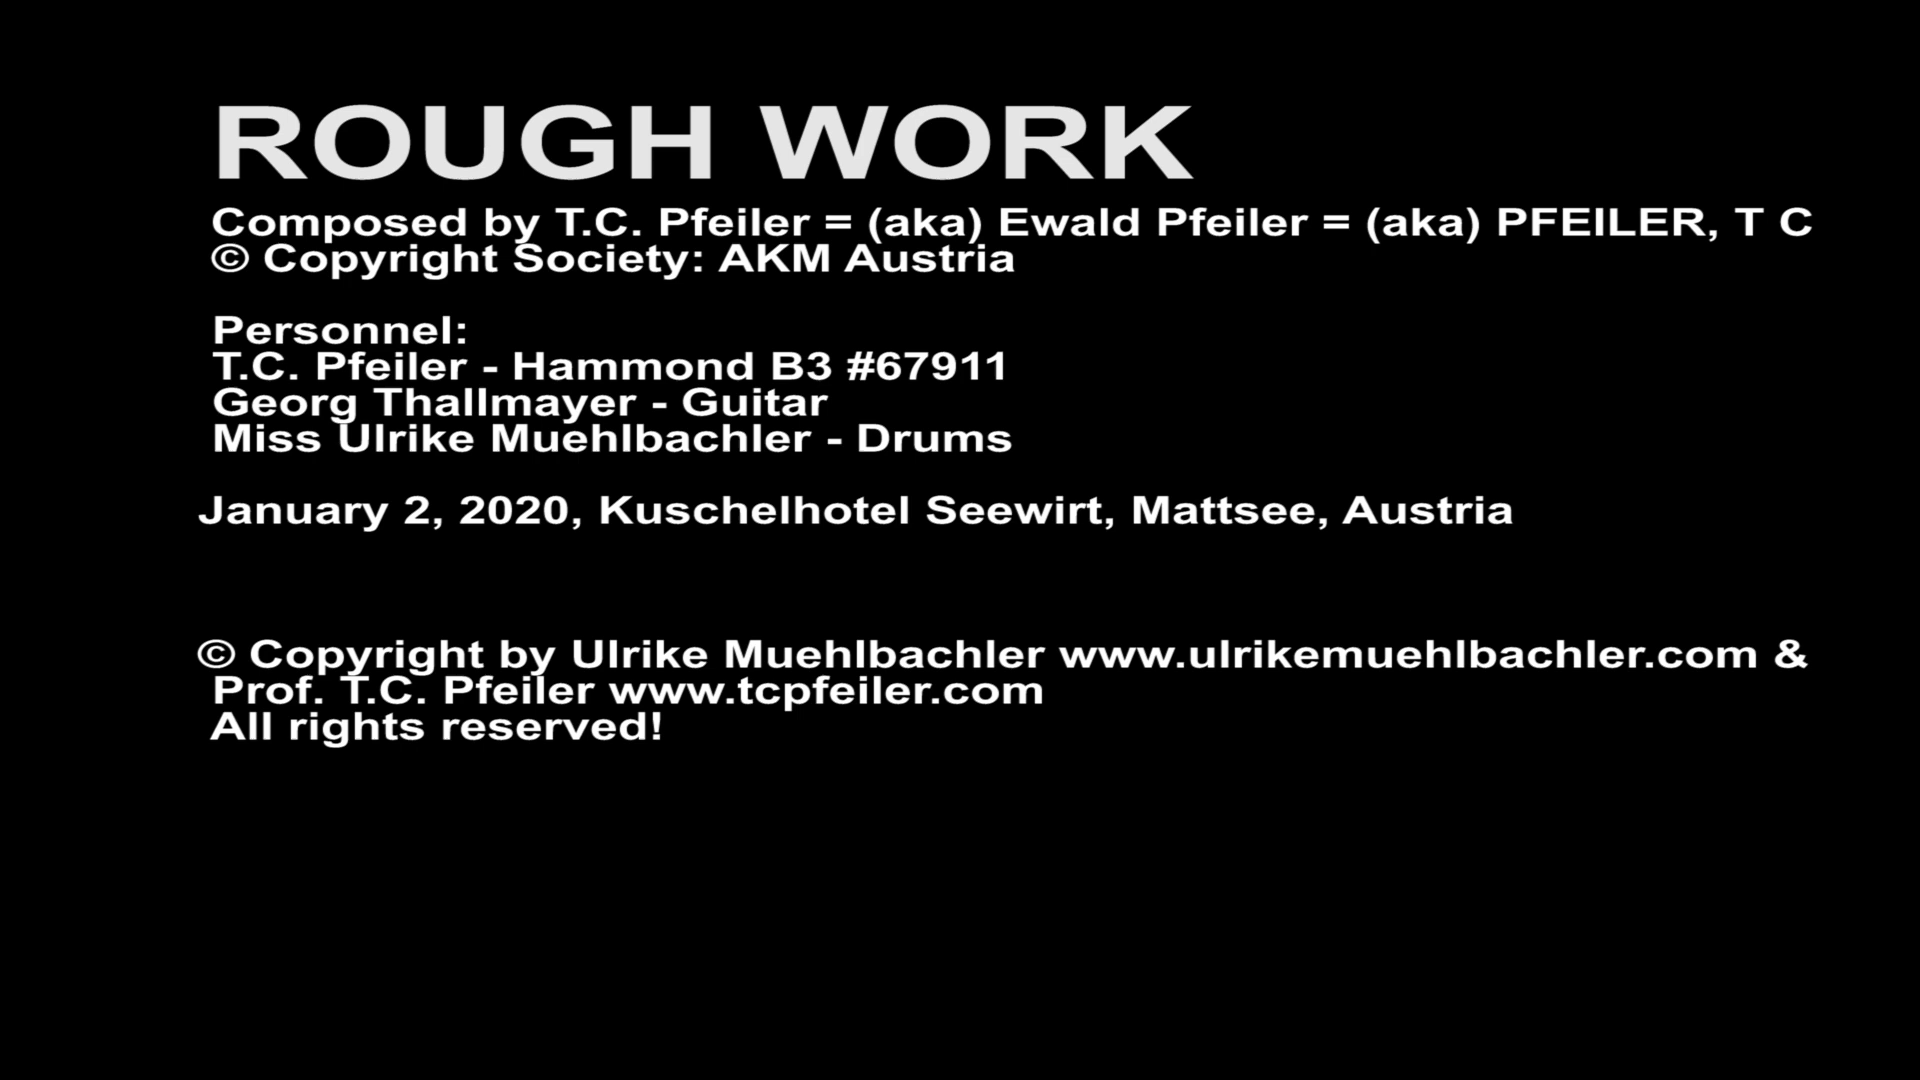 ROUGH WORK
Composed by T.C. Pfeiler = (aka) Ewald Pfeiler = (aka) PFEILER, T C
© Copyright Society: AKM Austria
Personnel:
T.C. Pfeiler - Hammond B3 #67911
Georg Thallmayer - Guitar
Miss Ulrike Muehlbachler - Drums
January 2, 2020, Kuschelhotel Seewirt, Mattsee, Austria
© Copyright by Ulrike Muehlbachler www.ulrikemuehlbachler.com &
Prof. T.C. Pfeiler www.tcpfeiler.com
All rights reserved!